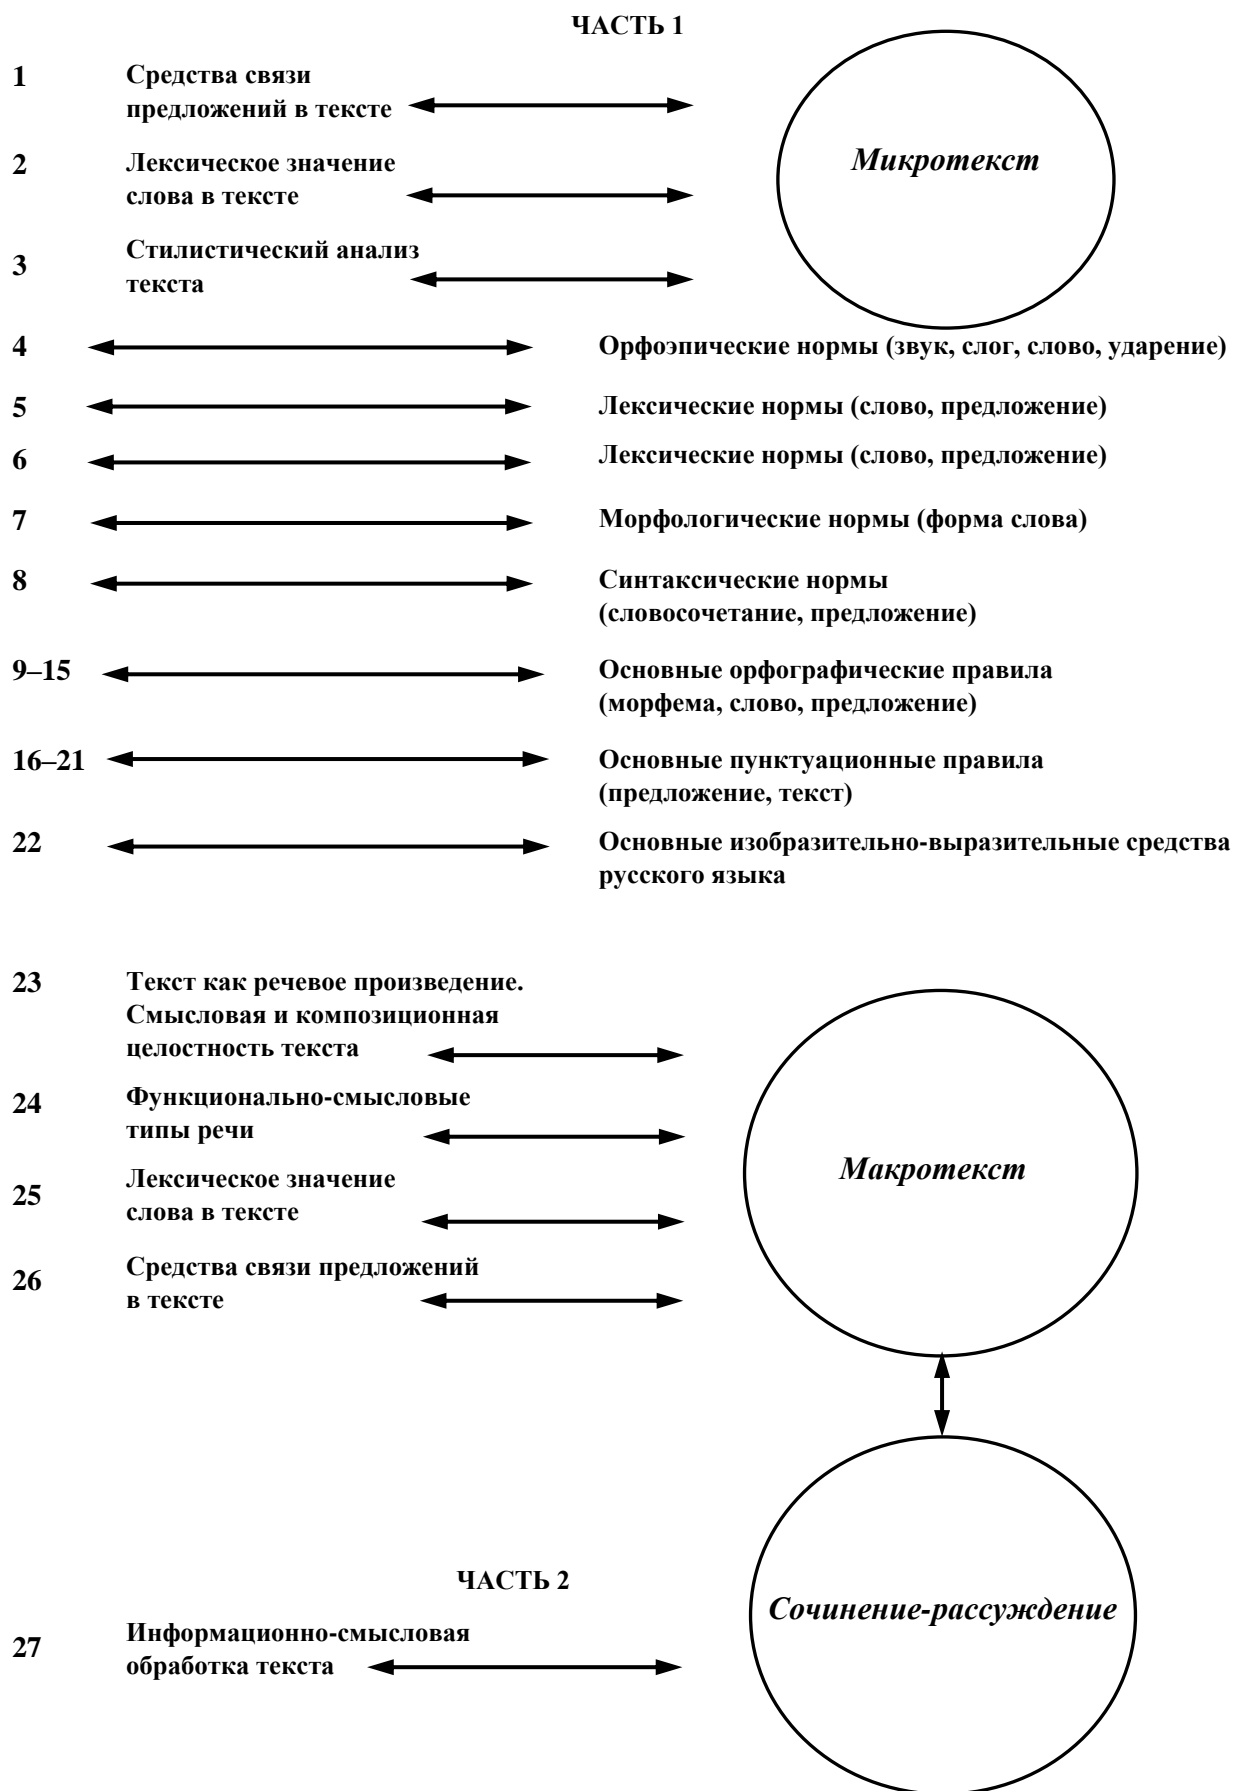 ЧАСТЬ 1
1
Средства связи
предложений в тексте
2
Лексическое значение
слова в тексте
3
Стилистический анализ
текста
Микротекст
4
Орфоэпические нормы (звук, слог, слово, ударение)
5
Лексические нормы (слово, предложение)
6
Лексические нормы (слово, предложение)
7
Морфологические нормы (форма слова)
8
Синтаксические нормы
(словосочетание, предложение)
9–15
Основные орфографические правила
(морфема, слово, предложение)
16–21
Основные пунктуационные правила
(предложение, текст)
22
Основные изобразительно-выразительные средства
русского языка
23
Текст как речевое произведение.
Смысловая и композиционная
целостность текста
24
Функционально-смысловые
типы речи
25
Лексическое значение
слова в тексте
26
Средства связи предложений
в тексте
Макротекст
ЧАСТЬ 2
27
Информационно-смысловая
обработка текста
Сочинение-рассуждение